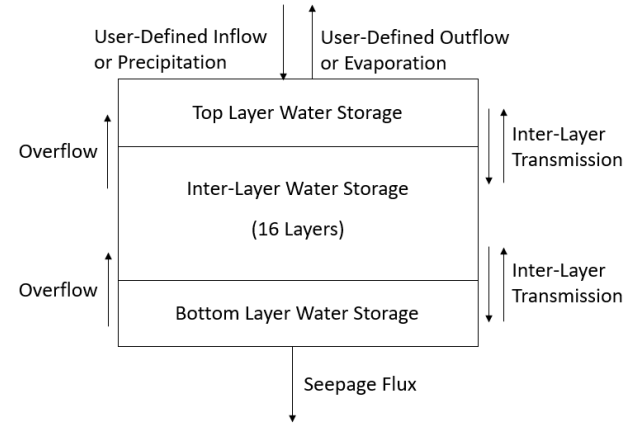 User-Defined Inflow
or Precipitation
User-Defined Outflow
or Evaporation
Top Layer Water Storage
Overflow
Inter-Layer
Transmission
Inter-Layer Water Storage
(16 Layers)
Overflow
Inter-Layer
Transmission
Bottom Layer Water Storage
Seepage Flux